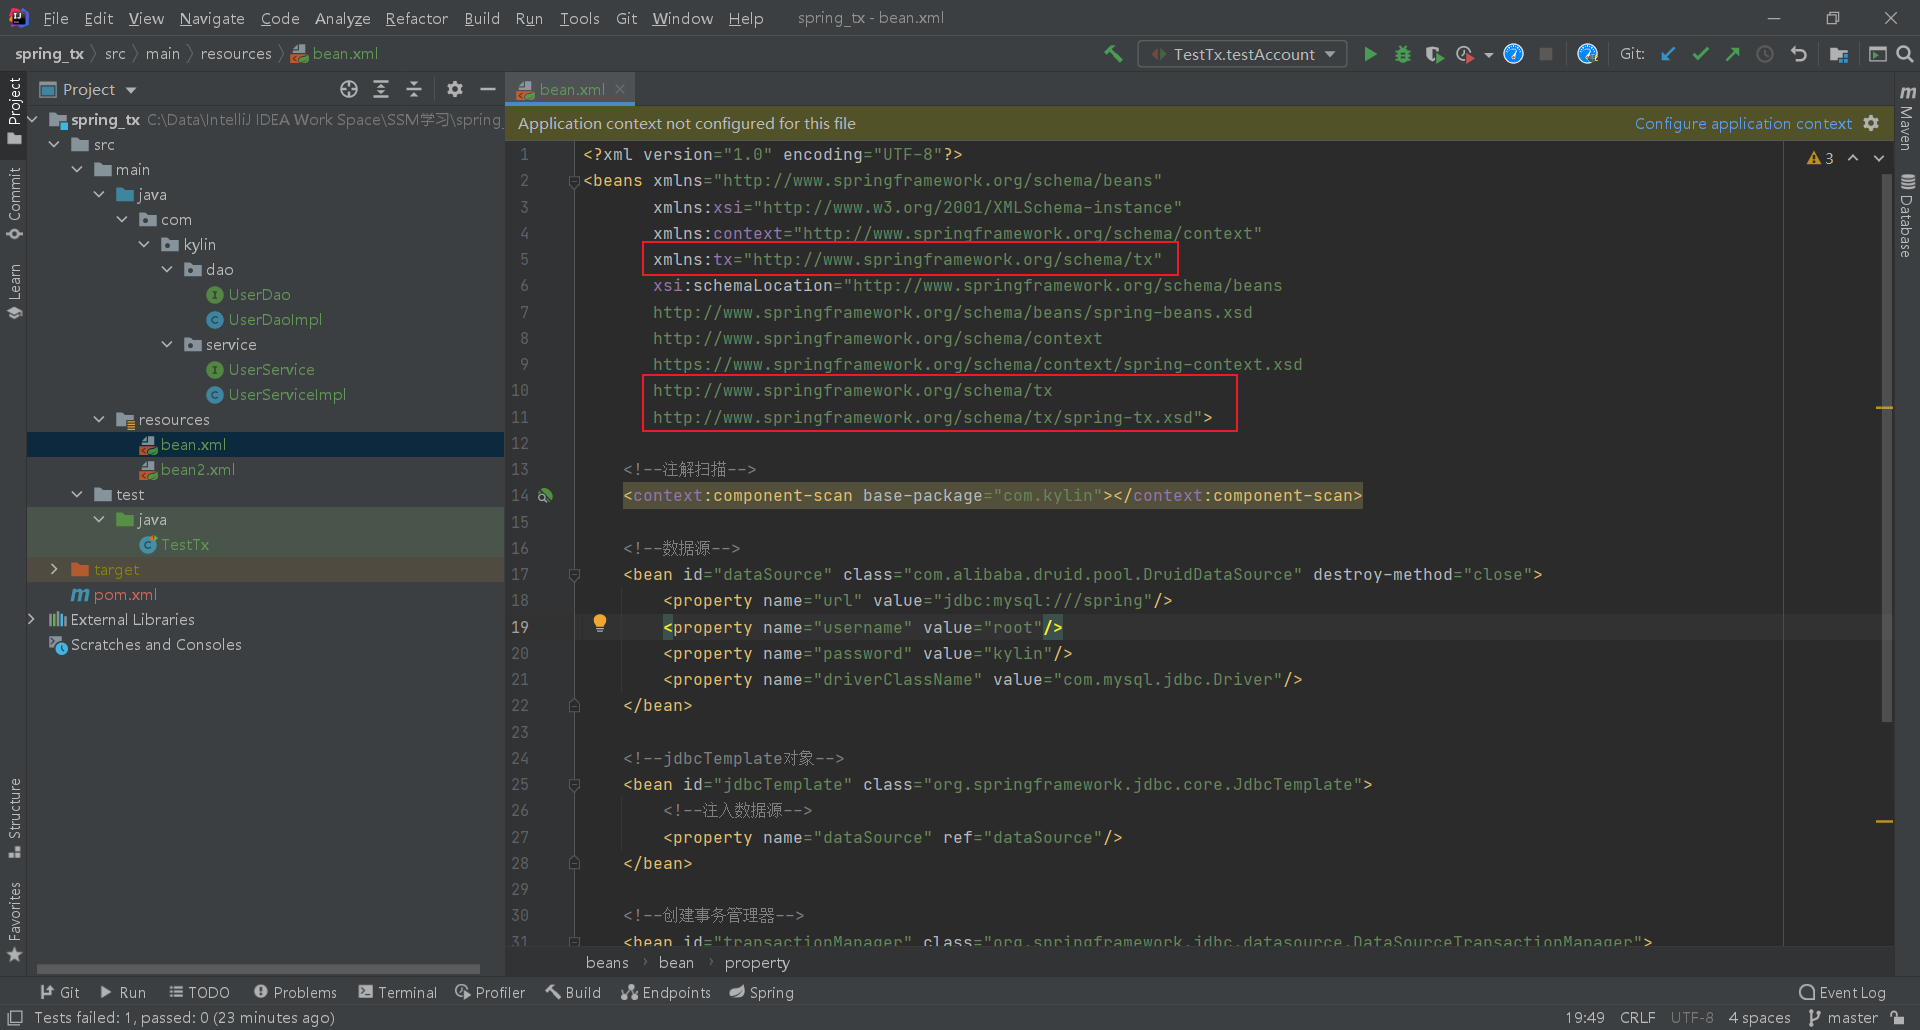 File Edit View Navigate Code Analyze Refactor Build Run Tools Git Window Help spring_tx - bean.xml
spring_tx src main resources bean.xml
TestTx.testAccount Git:
Project
bean.xml
Project
Commit
Learn
Structure
Favorites
spring_tx C:\Data\IntelliJ IDEA Work Space\SSM学习\spring_
src
main
java
com
kylin
dao
UserDao
UserDaoImpl
service
UserService
UserServiceImpl
resources
bean.xml
bean2.xml
test
java
TestTx
target
pom.xml
External Libraries
Scratches and Consoles
Application context not configured for this file Configure application context
3
Maven
Database
1 <?xml version="1.0" encoding="UTF-8"?>
2 <beans xmlns="http://www.springframework.org/schema/beans"
3 xmlns:xsi="http://www.w3.org/2001/XMLSchema-instance"
4 xmlns:context="http://www.springframework.org/schema/context"
5 xmlns:tx="http://www.springframework.org/schema/tx"
6 xsi:schemaLocation="http://www.springframework.org/schema/beans
7 http://www.springframework.org/schema/beans/spring-beans.xsd
8 http://www.springframework.org/schema/context
9 https://www.springframework.org/schema/context/spring-context.xsd
10 http://www.springframework.org/schema/tx
11 http://www.springframework.org/schema/tx/spring-tx.xsd">
12
13 <!--注解扫描-->
14 <context:component-scan base-package="com.kylin"></context:component-scan>
15
16 <!--数据源-->
17 <bean id="dataSource" class="com.alibaba.druid.pool.DruidDataSource" destroy-method="close">
18 <property name="url" value="jdbc:mysql:///spring"/>
19 <property name="username" value="root"/>
20 <property name="password" value="kylin"/>
21 <property name="driverClassName" value="com.mysql.jdbc.Driver"/>
22 </bean>
23
24 <!--jdbcTemplate对象-->
25 <bean id="jdbcTemplate" class="org.springframework.jdbc.core.JdbcTemplate">
26 <!--注入数据源-->
27 <property name="dataSource" ref="dataSource"/>
28 </bean>
29
30 <!--创建事务管理器-->
31 <bean id="transactionManager" class="org.springframework.jdbc.datasource.DataSourceTransactionManager">
beans bean property
Git Run TODO Problems Terminal Profiler Build Endpoints Spring Event Log
Tests failed: 1, passed: 0 (23 minutes ago) 19:49 CRLF UTF-8 4 spaces master